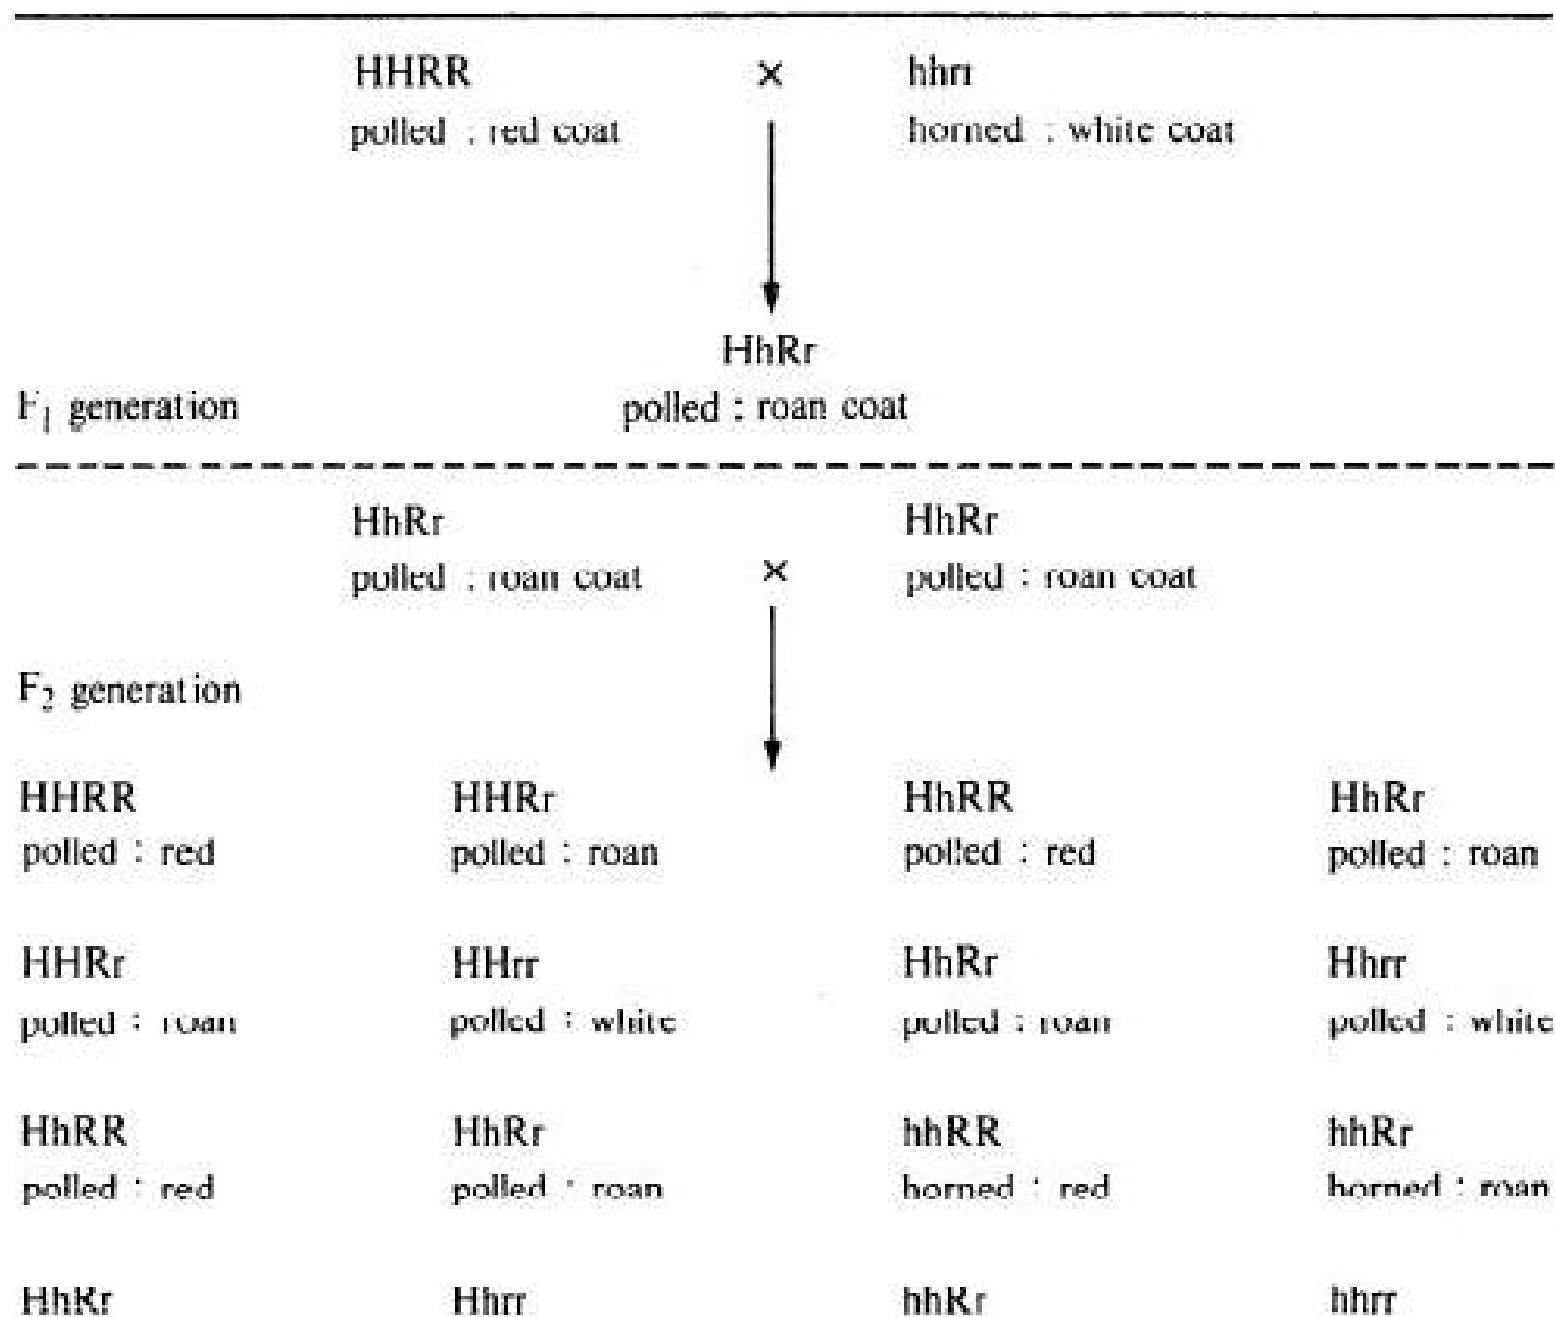 HHRR × hhrr
polled : red coat horned : white coat
HhRr
F₁ generation polled : roan coat
HhRr HhRr
polled : roan coat × polled : roan coat
F₂ generation
HHRR HHRr HhRR HhRr
polled : red polled : roan polled : red polled : roan
HHRr HHrr HhRr Hhrr
polled : roan polled : white polled : roan polled : white
HhRR HhRr hhRR hhRr
polled : red polled : roan horned : red horned : roan
HhRr Hhrr hhRr hhrr